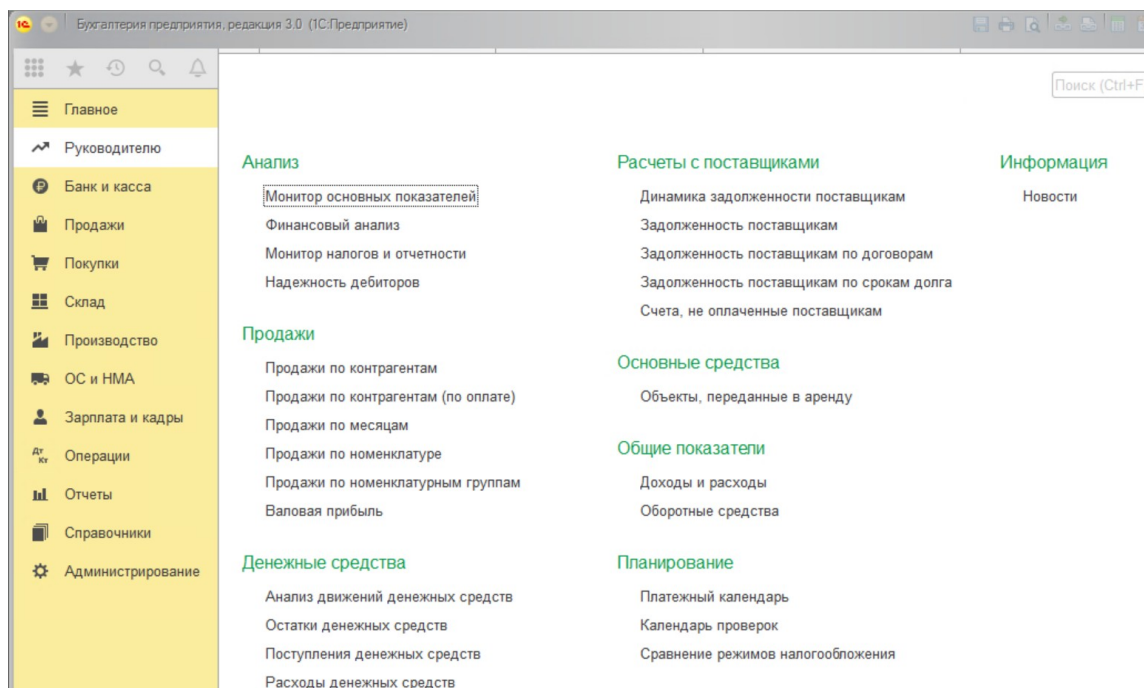 Бухгалтерия предприятия, редакция 3.0 (1С:Предприятие)
Поиск (Ctrl+F
Главное
Руководителю
Банк и касса
Продажи
Покупки
Склад
Производство
ОС и НМА
Зарплата и кадры
Дт Кт Операции
Отчеты
Справочники
Администрирование
Анализ
Монитор основных показателей
Финансовый анализ
Монитор налогов и отчетности
Надежность дебиторов
Продажи
Продажи по контрагентам
Продажи по контрагентам (по оплате)
Продажи по месяцам
Продажи по номенклатуре
Продажи по номенклатурным группам
Валовая прибыль
Денежные средства
Анализ движений денежных средств
Остатки денежных средств
Поступления денежных средств
Расходы денежных средств
Расчеты с поставщиками
Динамика задолженности поставщикам
Задолженность поставщикам
Задолженность поставщикам по договорам
Задолженность поставщикам по срокам долга
Счета, не оплаченные поставщикам
Основные средства
Объекты, переданные в аренду
Общие показатели
Доходы и расходы
Оборотные средства
Планирование
Платежный календарь
Календарь проверок
Сравнение режимов налогообложения
Информация
Новости